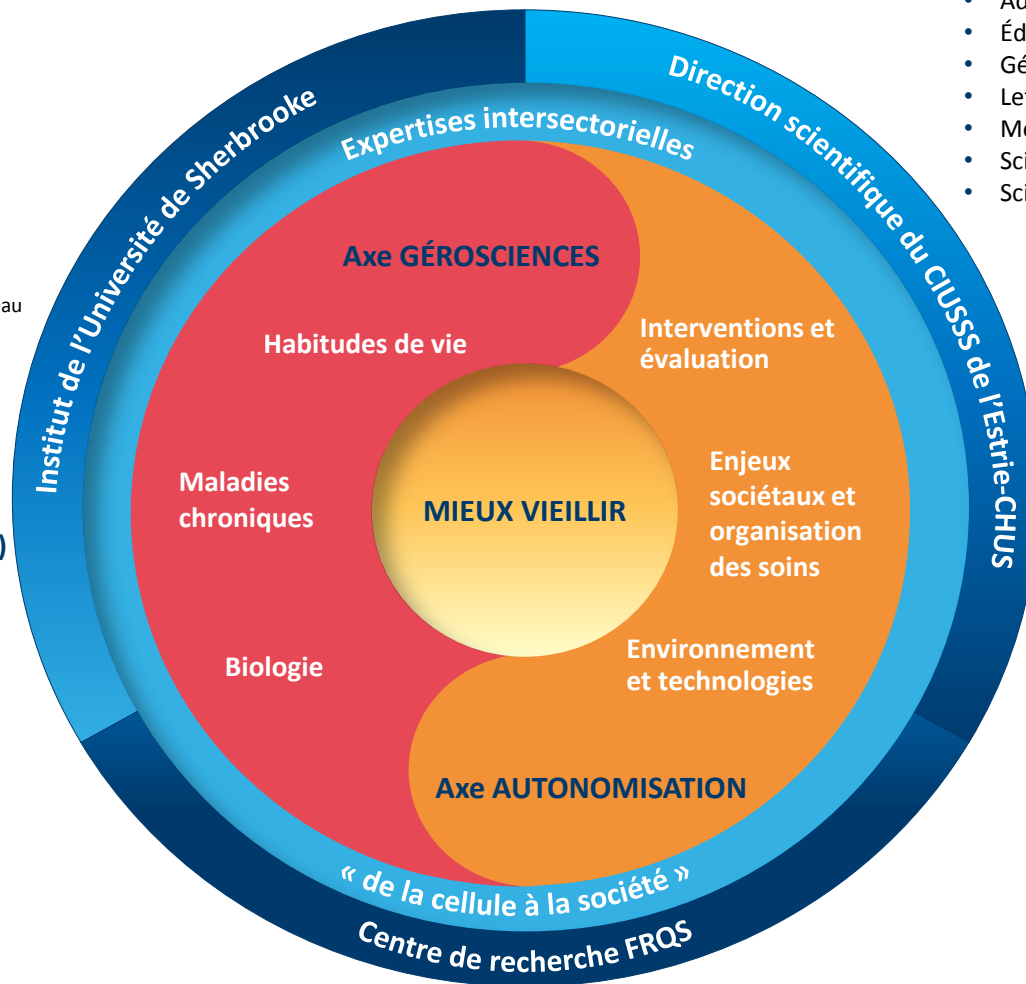 Institut de l'Université de Sherbrooke
Direction scientifique du CIUSSS de l'Estrie-CHUS
Expertises intersectorielles
Axe GÉROSCIENCES
Habitudes de vie
Maladies
chroniques
Biologie
MIEUX VIEILLIR
Interventions et
évaluation
Enjeux
sociétaux et
organisation
des soins
Environnement
et technologies
Axe AUTONOMISATION
« de la cellule à la société »
Centre de recherche FRQS